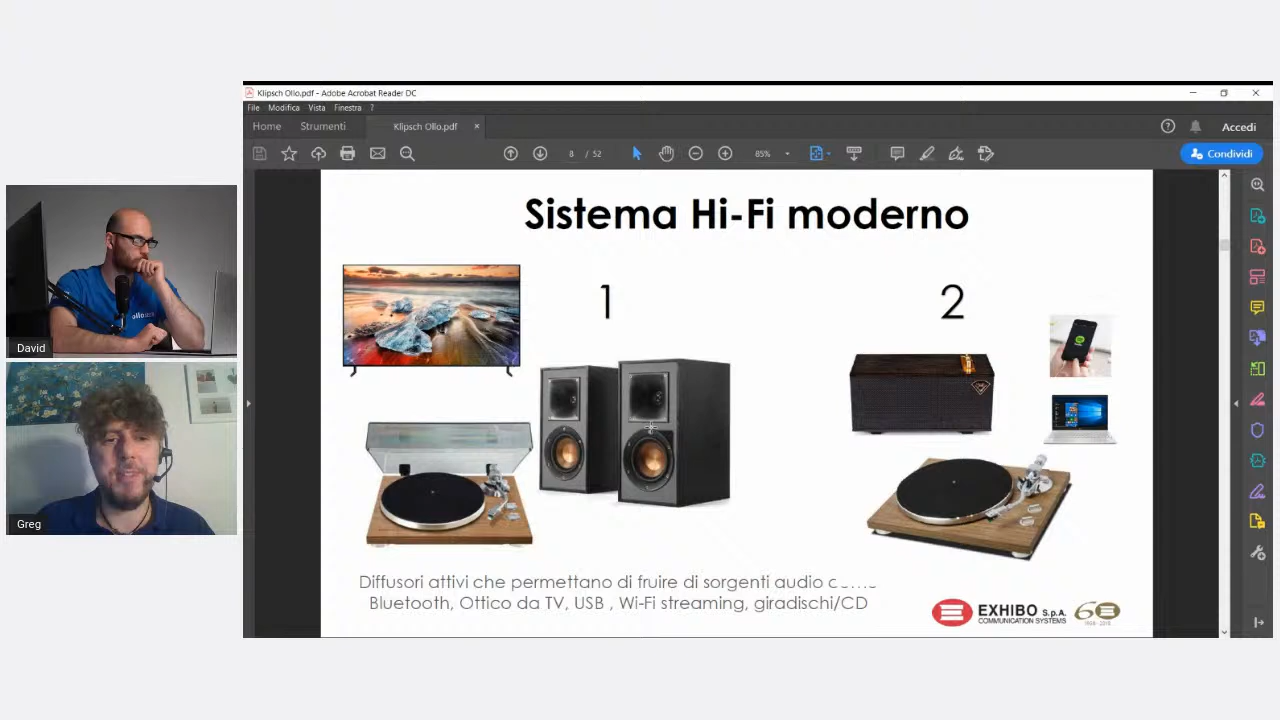 Klipsch Ollo.pdf - Adobe Acrobat Reader DC
File Modifica Vista Finestra ?
Home Strumenti Klipsch Ollo.pdf × Accedi
8 / 52 85% Condividi
Sistema Hi-Fi moderno
1 2
David
Greg
Diffusori attivi che permettano di fruire di sorgenti audio
Bluetooth, Ottico da TV, USB , Wi-Fi streaming, giradischi/CD
EXHIBO S.p.A.
COMMUNICATION SYSTEMS